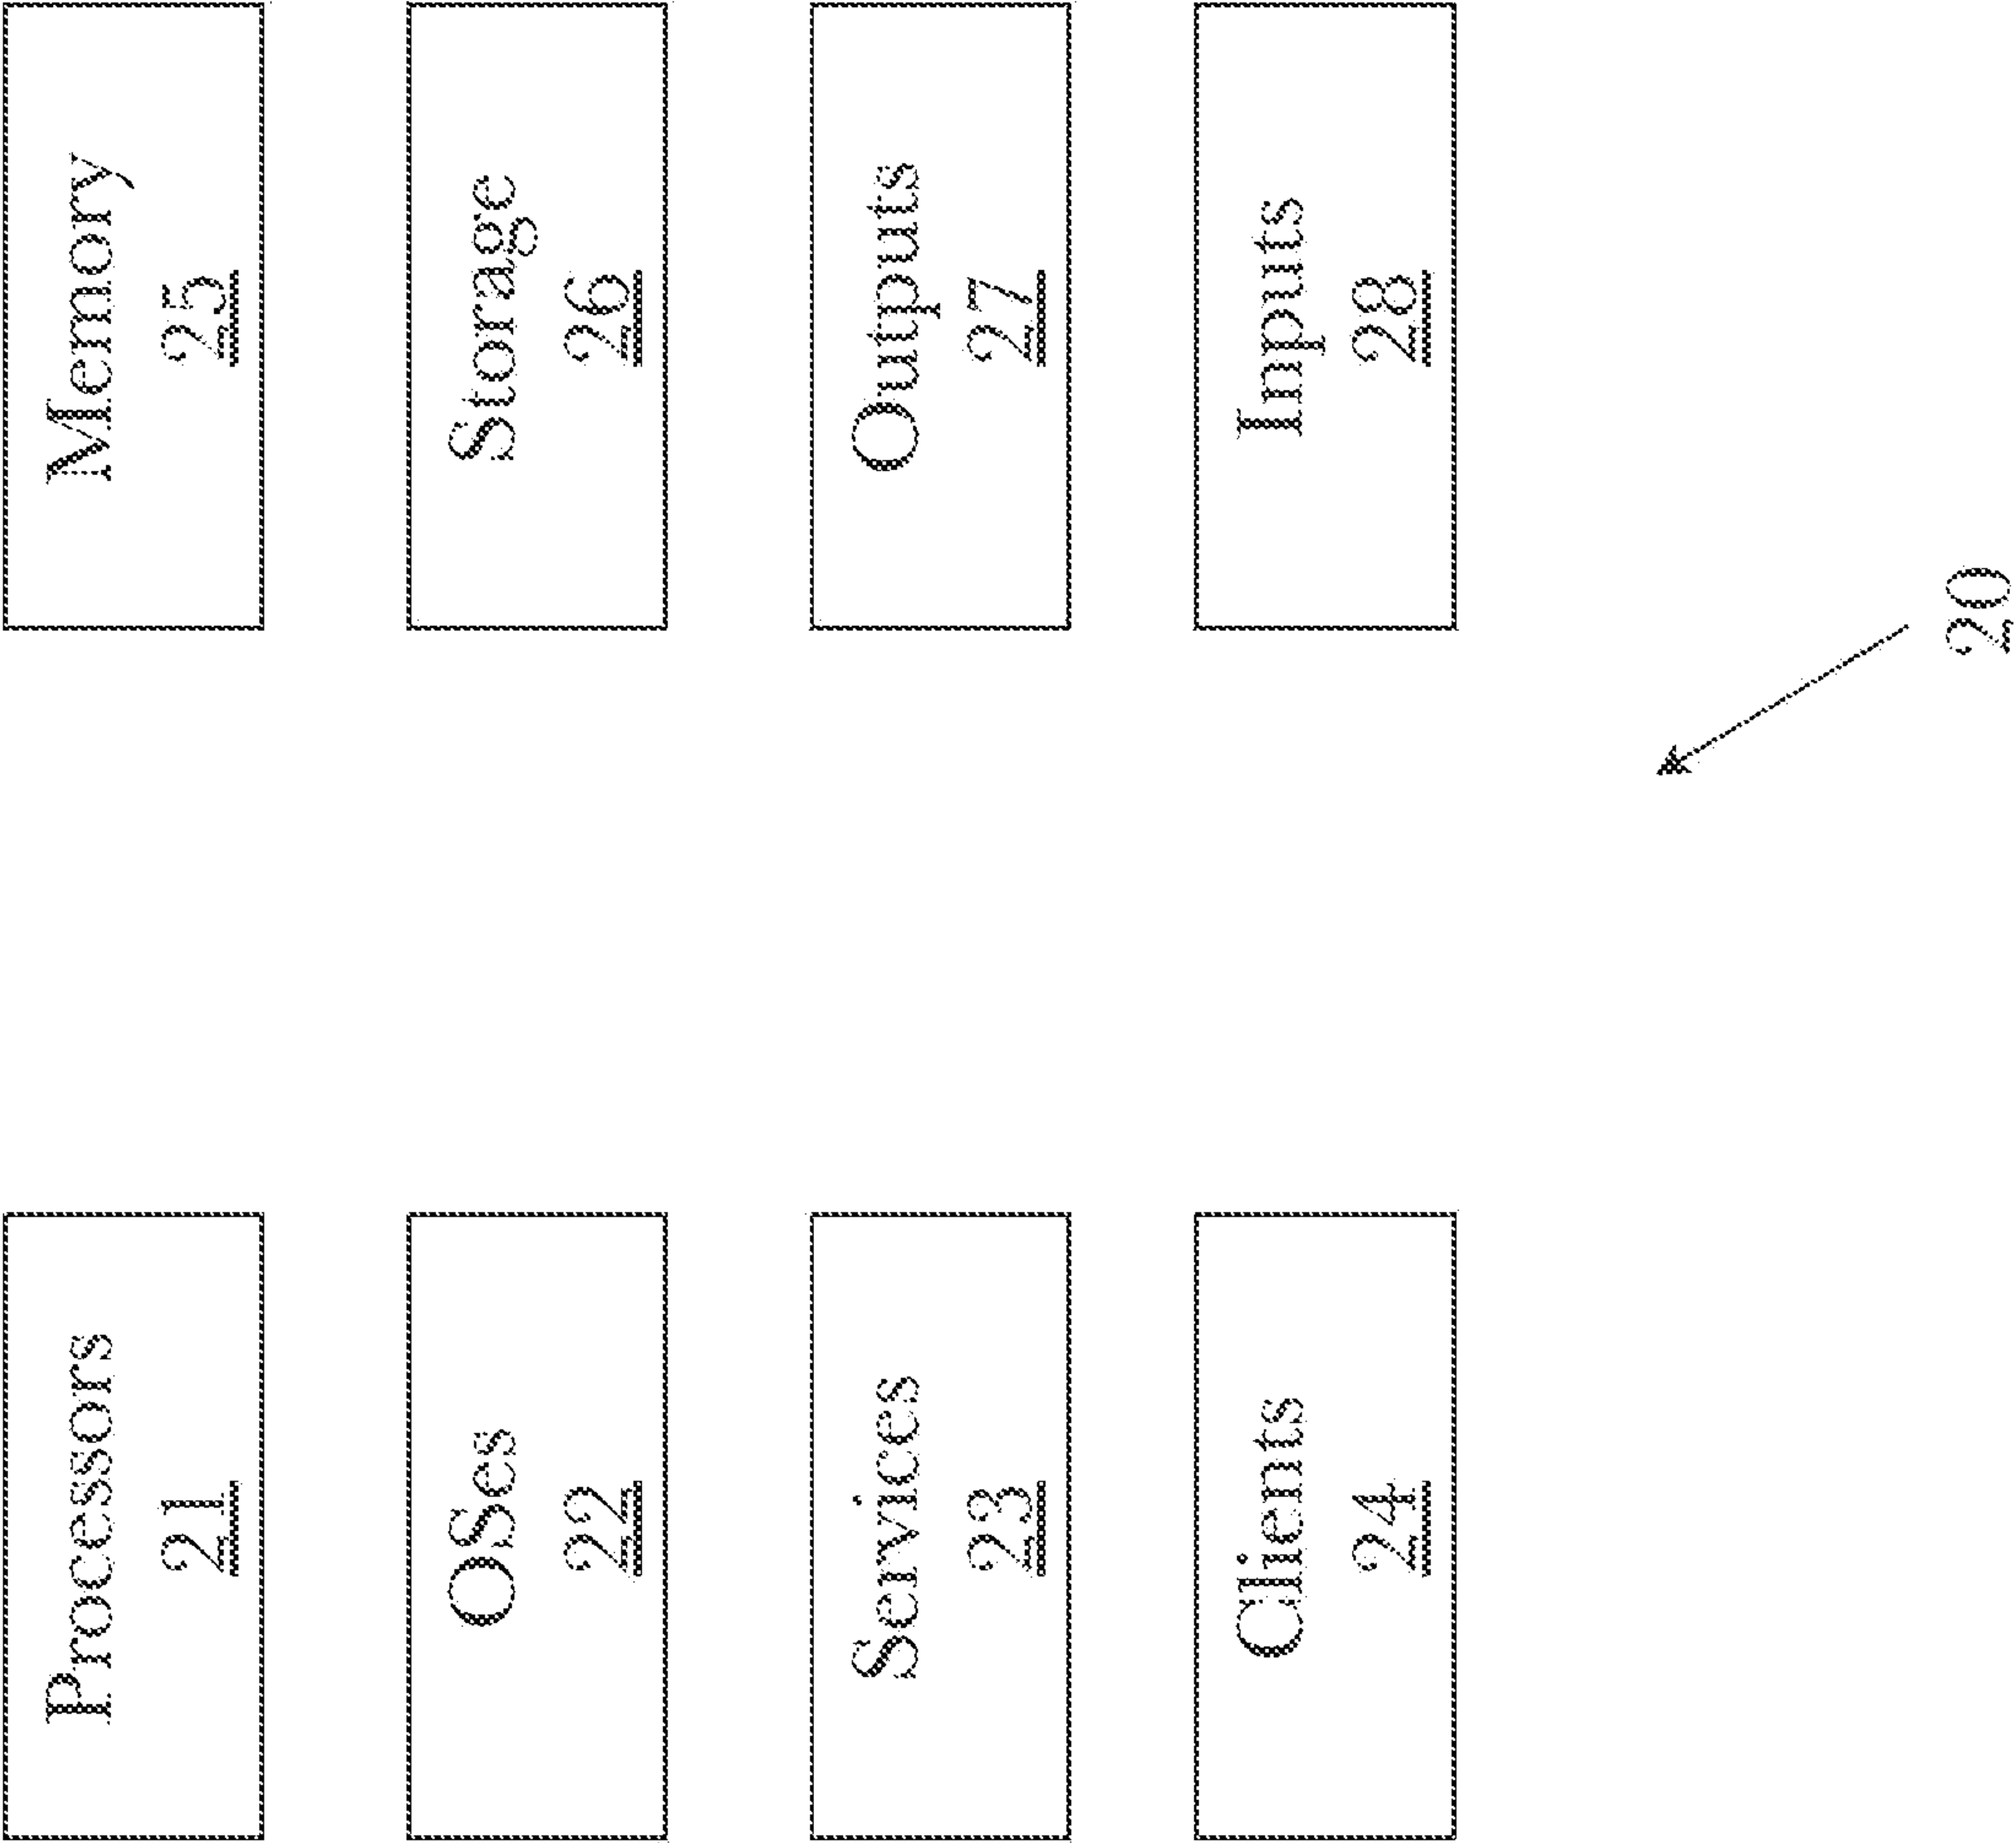 Processors
21
Memory
25
OSes
22
Storage
26
Services
23
Outputs
27
Clients
24
Inputs
28
20